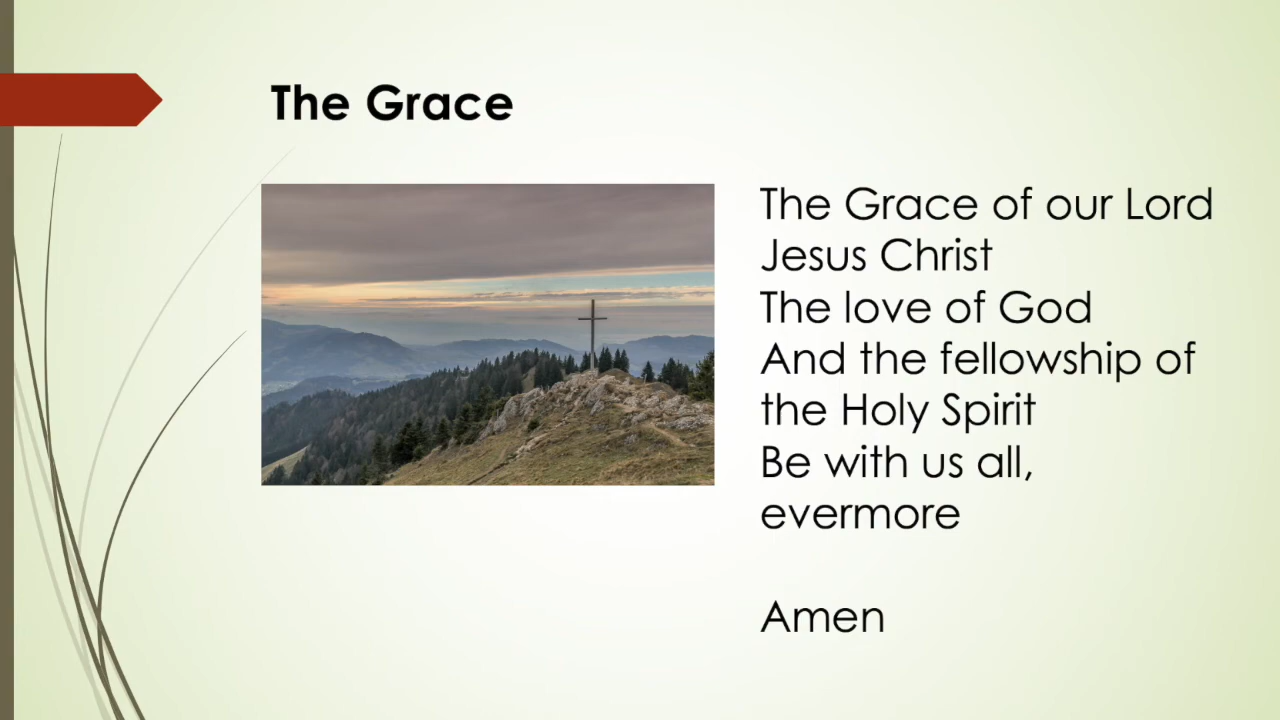 The Grace
The Grace of our Lord
Jesus Christ
The love of God
And the fellowship of
the Holy Spirit
Be with us all,
evermore
Amen